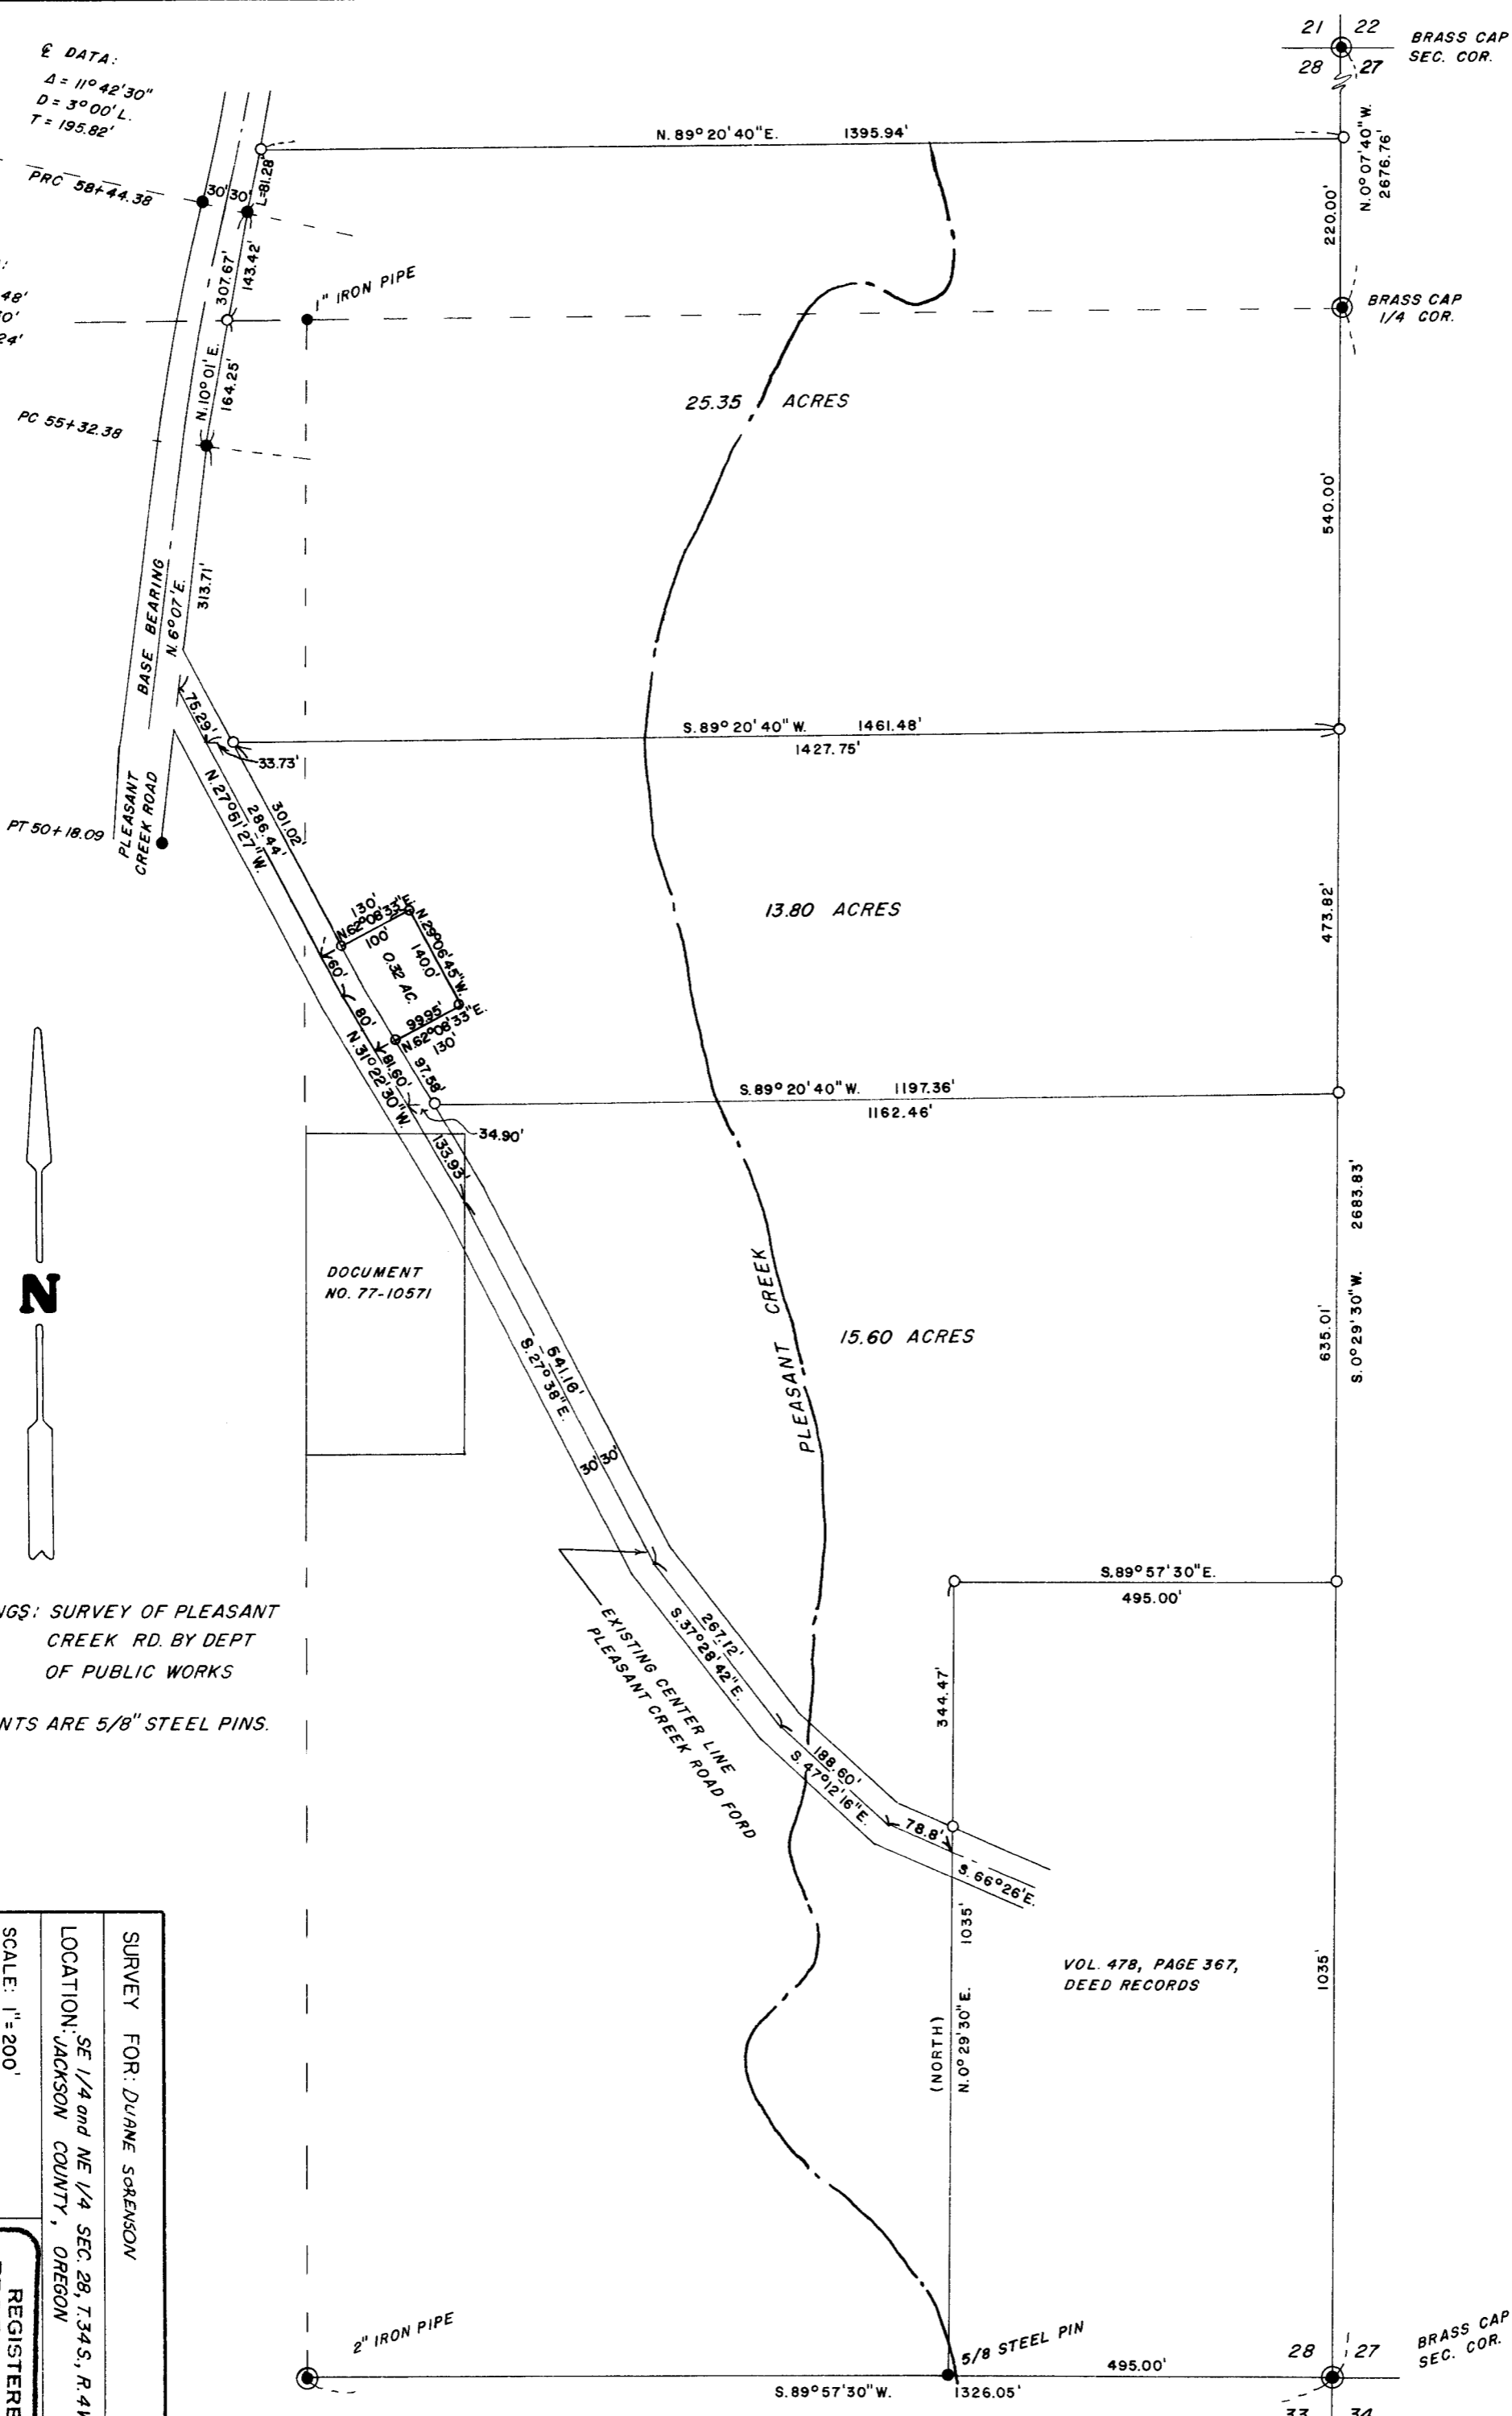 21 22
BRASS CAP
SEC. COR.
28 27
℄ DATA:
Δ = 11° 42' 30"
D = 3° 00' L.
T = 195.82'
N. 89° 20' 40" E. 1395.94'
N. 0° 07' 40" W.
2676.76'
PRC 58+44.38
30' 30'
L=81.28'
220.00'
307.67'
143.42'
48'
24'
1" IRON PIPE
BRASS CAP
1/4 COR.
N. 10° 01' E.
164.25'
25.35 ACRES
PC 55+32.38
540.00'
BASE BEARING
N. 6° 07' E.
313.71'
75.29'
S. 89° 20' 40" W. 1461.48'
1427.75'
33.73'
PT 50+18.09
PLEASANT
CREEK ROAD
N. 27° 51' 27" W.
286.44'
301.02'
13.80 ACRES
473.82'
130'
N. 62° 08' 33" E.
100'
N. 29° 06' 45" W.
140.0'
0.32 AC.
60'
80'
99.95'
N. 62° 08' 33" E.
130'
81.60'
N. 31° 22' 30" W.
97.58'
S. 89° 20' 40" W. 1197.36'
1162.46'
34.90'
133.93'
2683.83'
S. 0° 29' 30" W.
635.01'
DOCUMENT
NO. 77-10571
N
PLEASANT CREEK
15.60 ACRES
541.16'
S. 27° 38" E.
30' 30'
S. 89° 57' 30" E.
495.00'
NGS: SURVEY OF PLEASANT
CREEK RD. BY DEPT
OF PUBLIC WORKS
NTS ARE 5/8" STEEL PINS.
267.12'
S. 37° 28' 42" E.
EXISTING CENTER LINE
PLEASANT CREEK ROAD FORD
344.47'
188.60'
S. 47° 12' 16" E.
78.8'
S. 66° 26' E.
1035'
(NORTH)
N. 0° 29' 30" E.
VOL. 478, PAGE 367,
DEED RECORDS
1035'
SURVEY FOR: DUANE SORENSON
LOCATION: SE 1/4 and NE 1/4 SEC. 28, T.34S., R.4W
JACKSON COUNTY, OREGON
SCALE: 1" = 200'
REGISTERE
2" IRON PIPE
5/8 STEEL PIN
495.00'
S. 89° 57' 30" W. 1326.05'
28 27
BRASS CAP
SEC. COR.
33 34